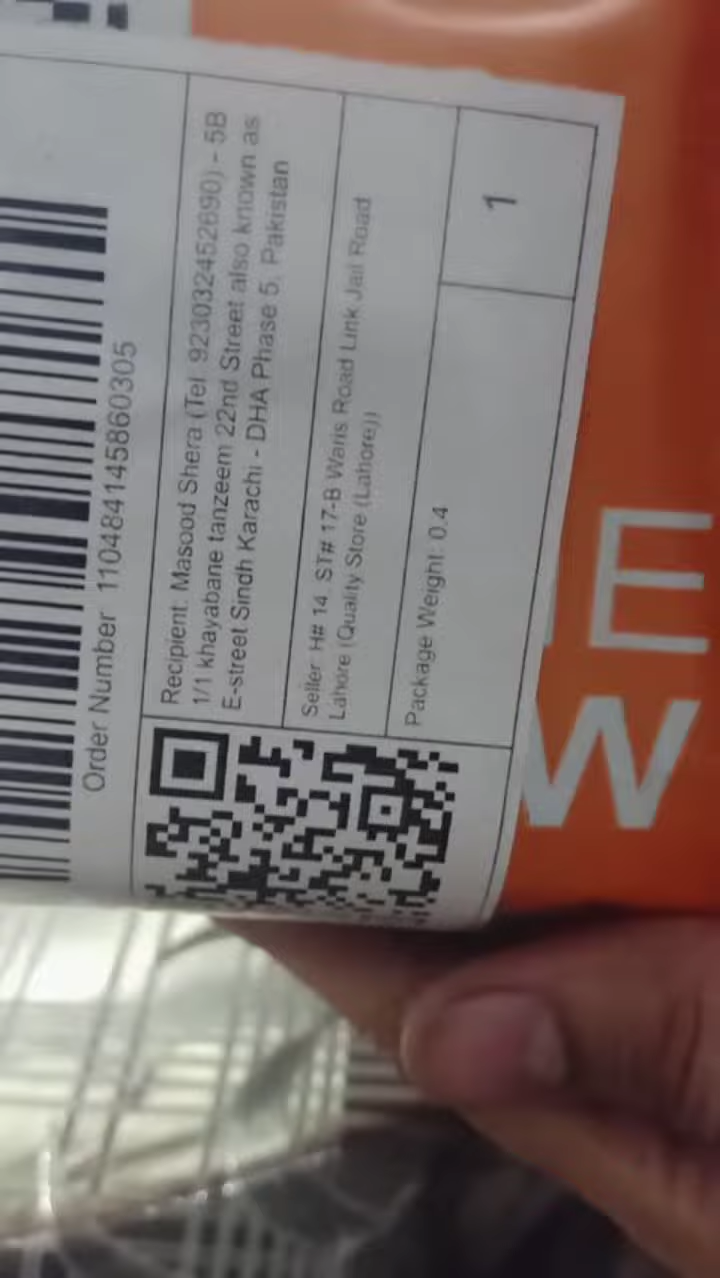 Order Number 110484145860305
Recipient: Masood Shera (Tel: 923032452690) - 5B
1/1 khayabane tanzeem 22nd Street also known as
E-street Sindh Karachi - DHA Phase 5, Pakistan
Seller: H# 14, ST# 17-B Waris Road Link Jail Road
Lahore (Quality Store (Lahore))
Package Weight: 0.4
1
E
W